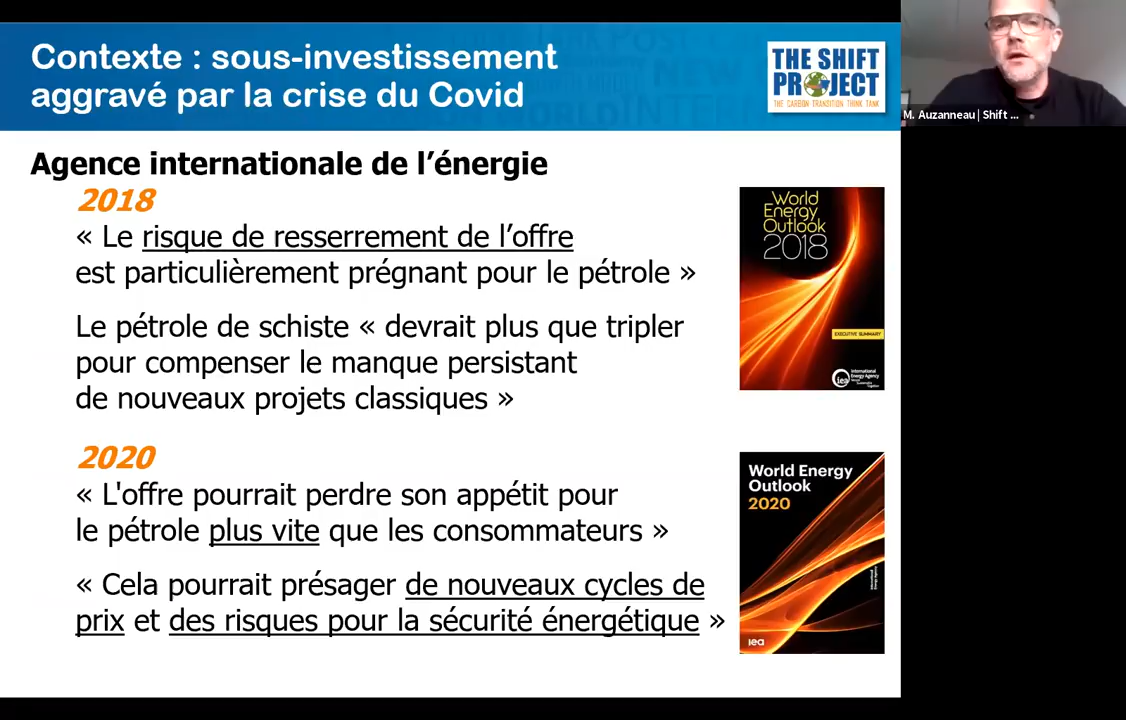 Contexte : sous-investissement
aggravé par la crise du Covid
THE SHIFT
PROJECT
THE CARBON TRANSITION THINK TANK
M. Auzanneau | Shift ...
Agence internationale de l’énergie
2018
« Le risque de resserrement de l’offre
est particulièrement prégnant pour le pétrole »
Le pétrole de schiste « devrait plus que tripler
pour compenser le manque persistant
de nouveaux projets classiques »
World
Energy
Outlook
2018
EXECUTIVE SUMMARY
iea
International
Energy Agency
2020
« L'offre pourrait perdre son appétit pour
le pétrole plus vite que les consommateurs »
« Cela pourrait présager de nouveaux cycles de
prix et des risques pour la sécurité énergétique »
World Energy
Outlook
2020
iea